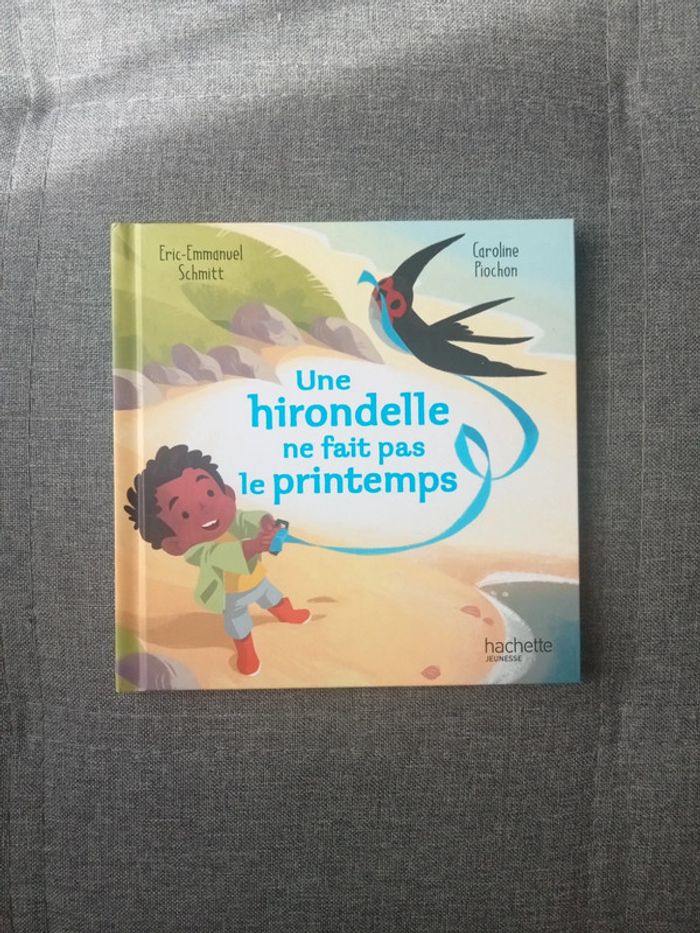 Eric-Emmanuel
Schmitt
Caroline
Piochon
Une
hirondelle
ne fait pas
le printemps
hachette
JEUNESSE